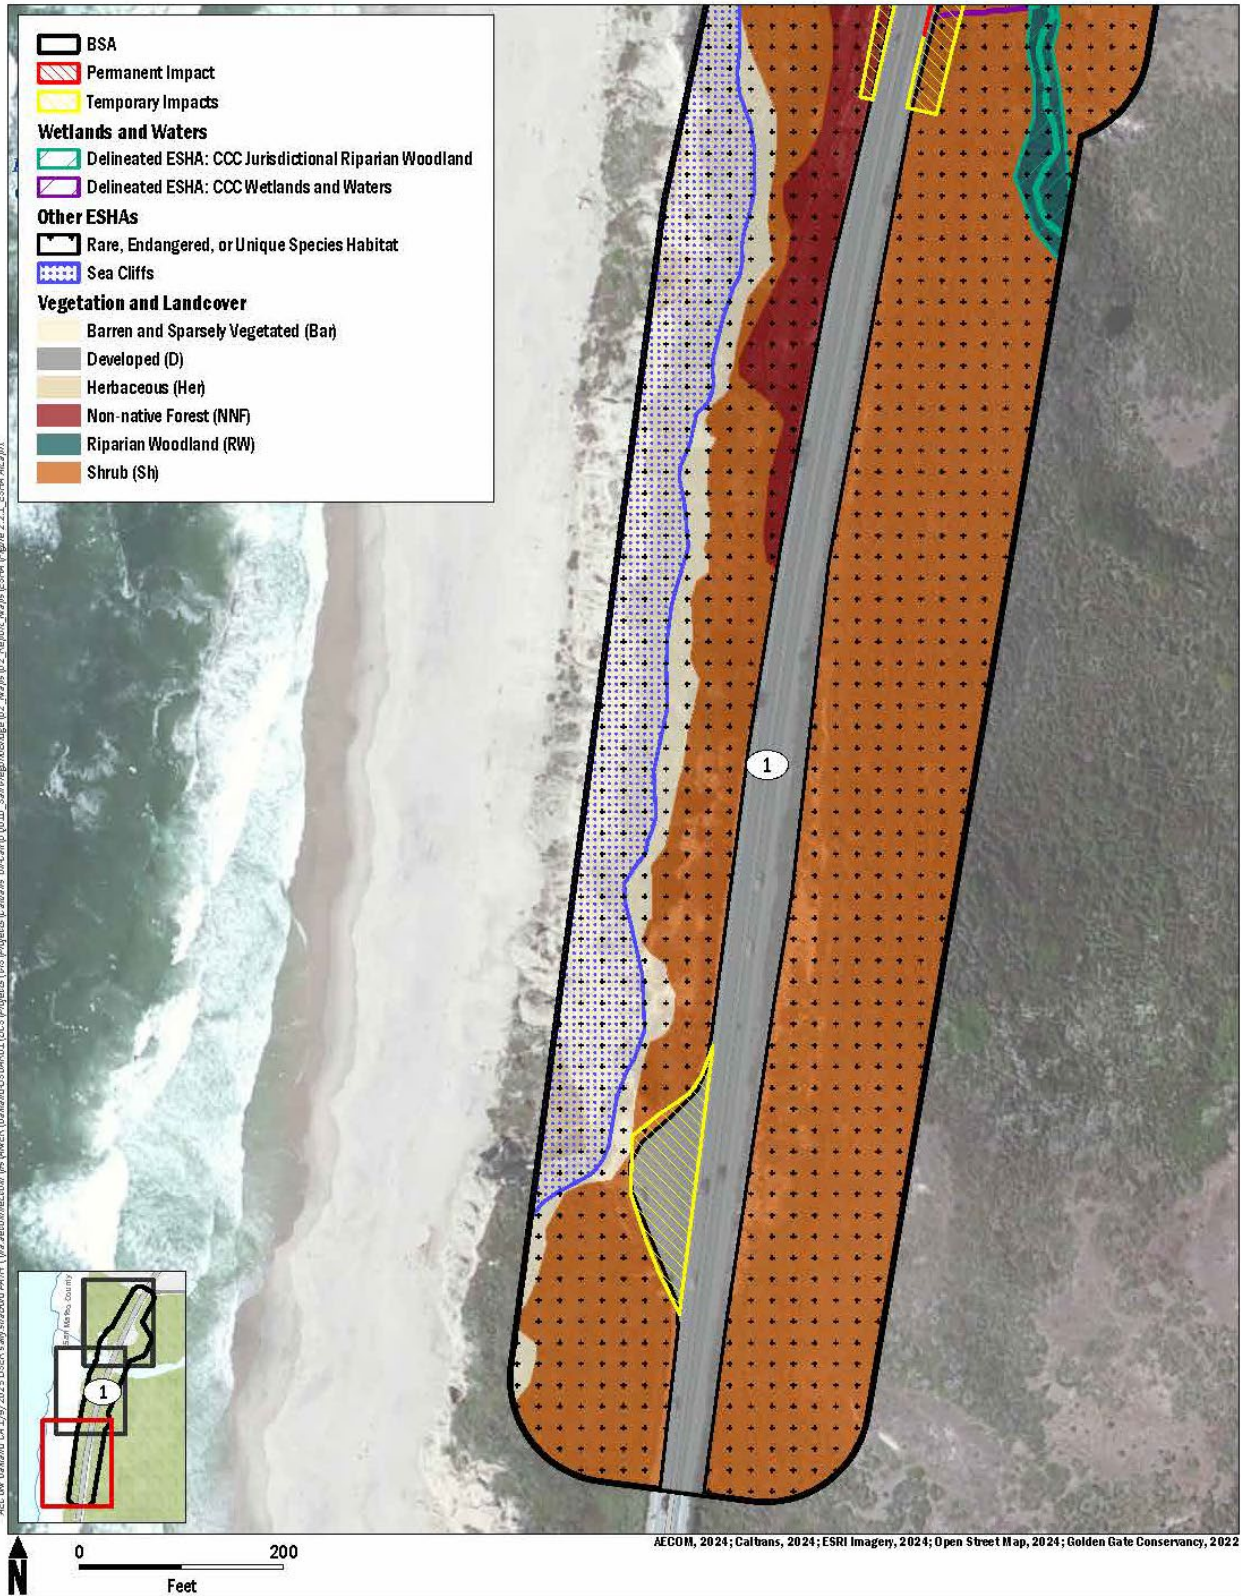 BSA
Permanent Impact
Temporary Impacts
Wetlands and Waters
Delineated ESHA: CCC Jurisdictional Riparian Woodland
Delineated ESHA: CCC Wetlands and Waters
Other ESHAs
Rare, Endangered, or Unique Species Habitat
Sea Cliffs
Vegetation and Landcover
Barren and Sparsely Vegetated (Bar)
Developed (D)
Herbaceous (Her)
Non-native Forest (NNF)
Riparian Woodland (RW)
Shrub (Sh)
1
San Mateo County
1
AECOM, 2024; Caltrans, 2024; ESRI Imagery, 2024; Open Street Map, 2024; Golden Gate Conservancy, 2022
N
0 200
Feet